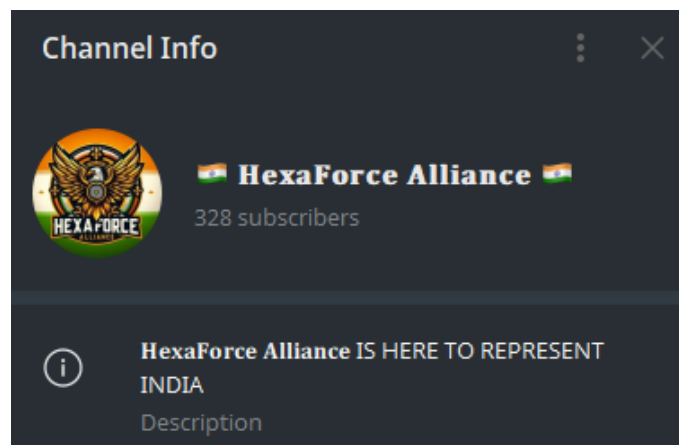 Channel Info
HEXAFORCE
ALLIANCE
🇮🇳 HexaForce Alliance 🇮🇳
328 subscribers
HexaForce Alliance IS HERE TO REPRESENT
INDIA
Description